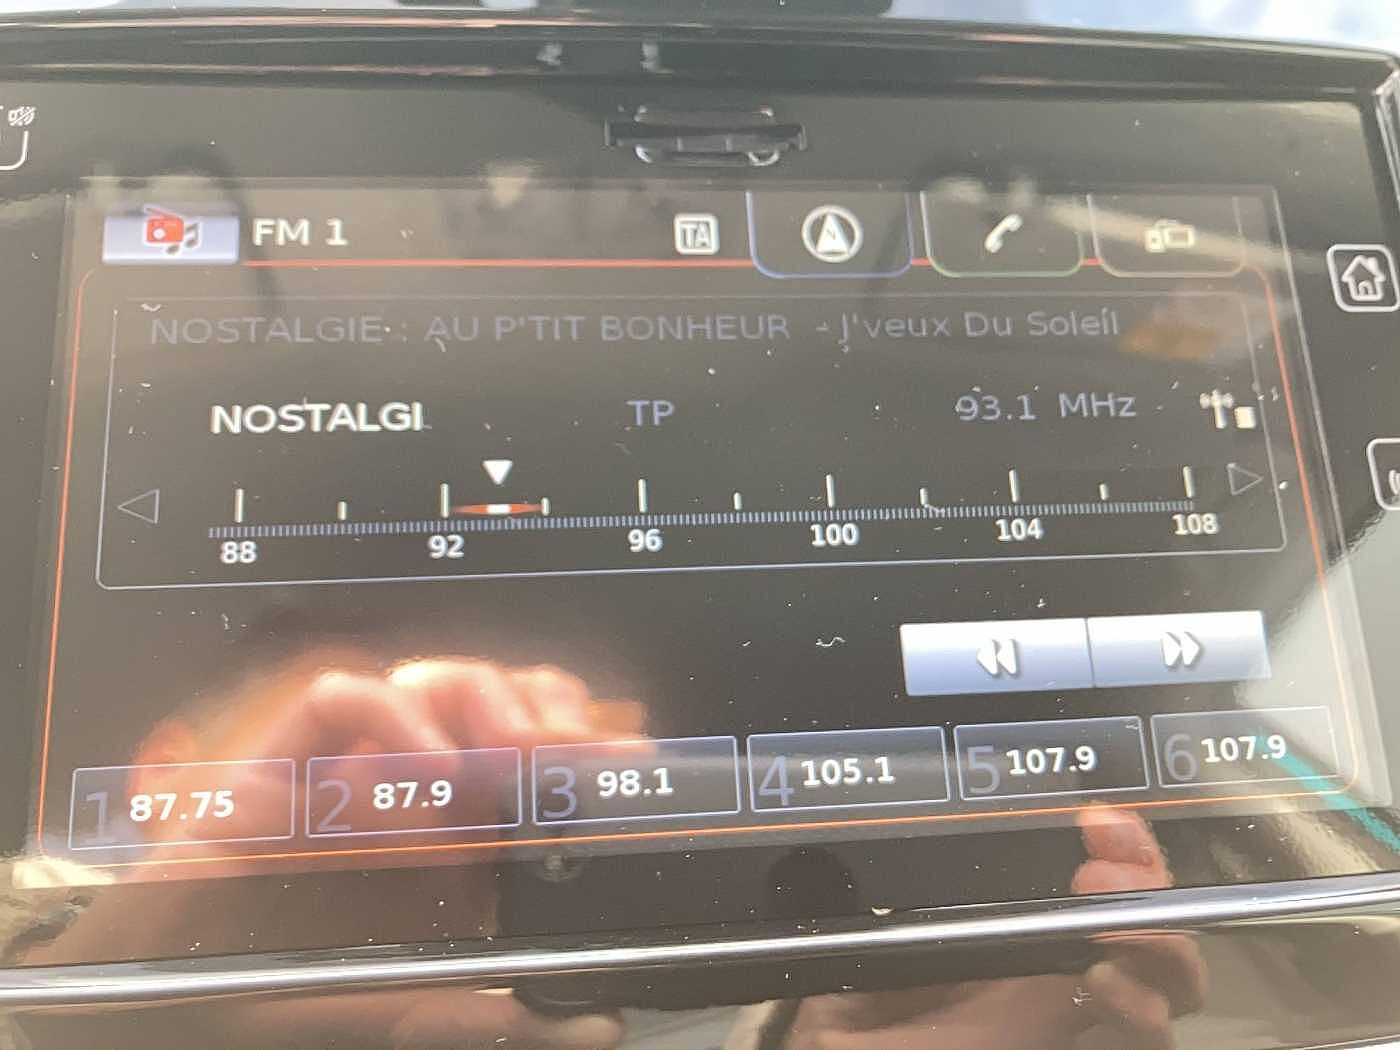 FM 1 TA
NOSTALGIE : AU P'TIT BONHEUR - J'veux Du Soleil
NOSTALGI TP 93.1 MHz
88 92 96 100 104 108
1 87.75 2 87.9 3 98.1 4 105.1 5 107.9 6 107.9